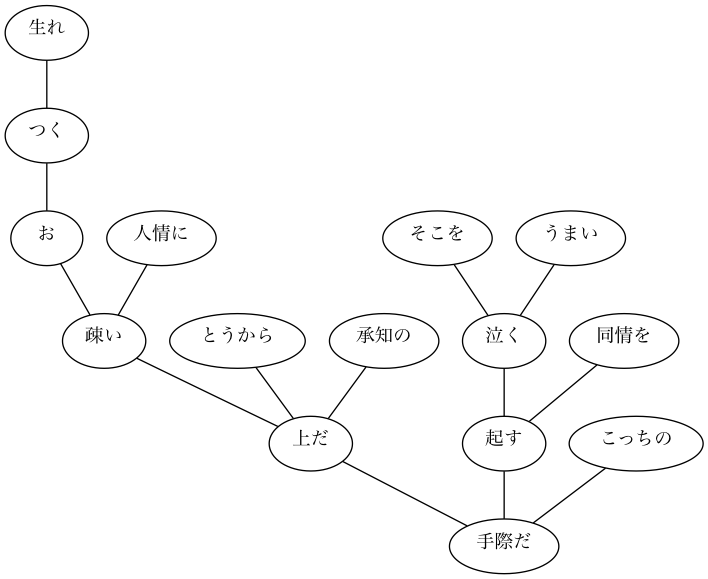 生れ
つく
お
人情に
そこを
うまい
疎い
とうから
承知の
泣く
同情を
上だ
起す
こっちの
手際だ